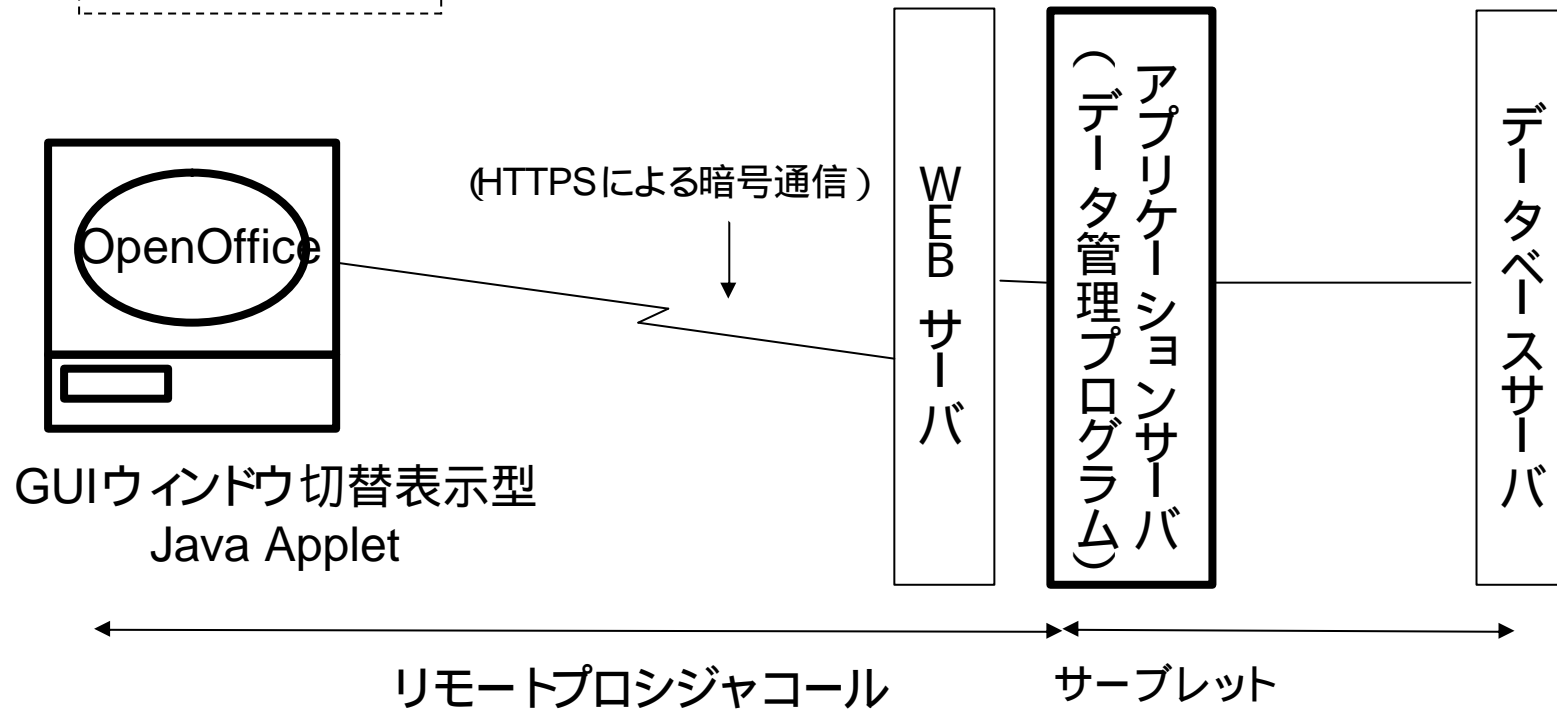 OpenOffice
GUIウィンドウ切替表示型
Java Applet
(HTTPSによる暗号通信)
WEBサーバ
アプリケーションサーバ
(データ管理プログラム)
データベースサーバ
リモートプロシジャコール
サーブレット